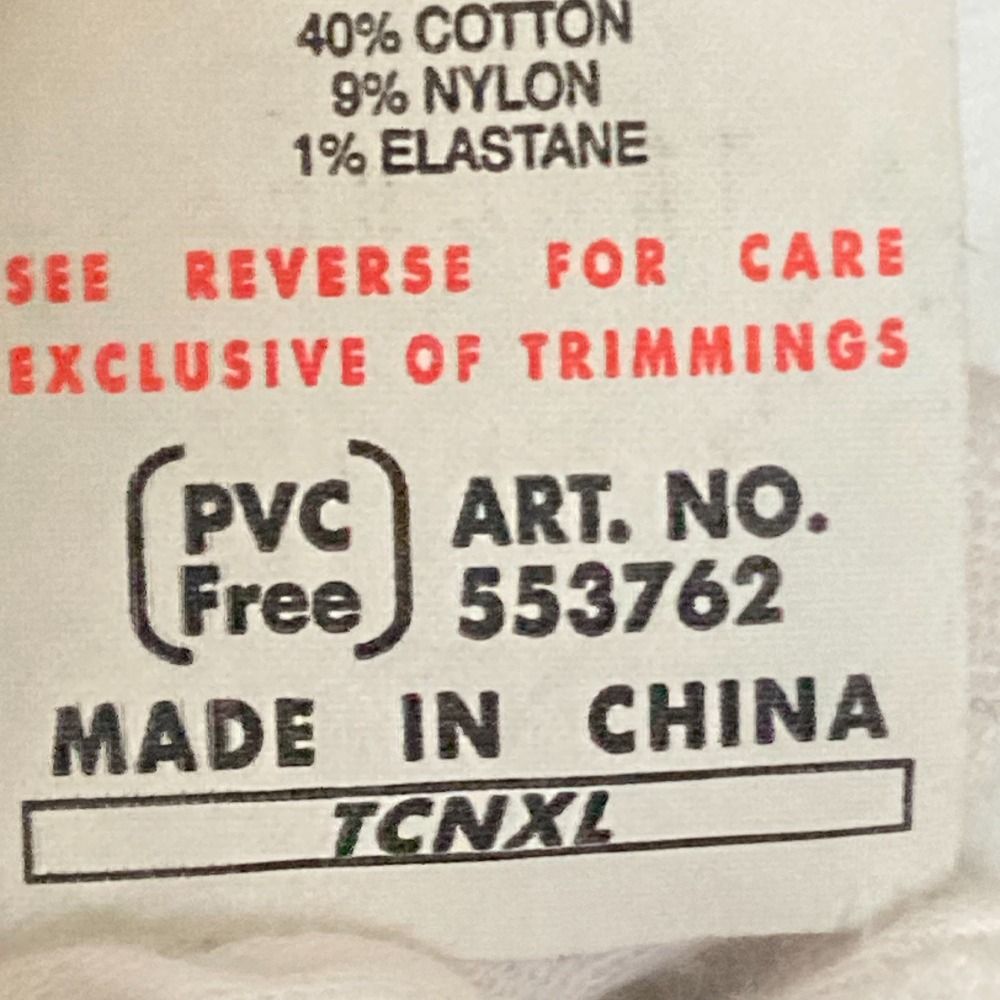 40% COTTON
9% NYLON
1% ELASTANE
SEE REVERSE FOR CARE
EXCLUSIVE OF TRIMMINGS
(PVC Free)
ART. NO.
553762
MADE IN CHINA
TCNXL